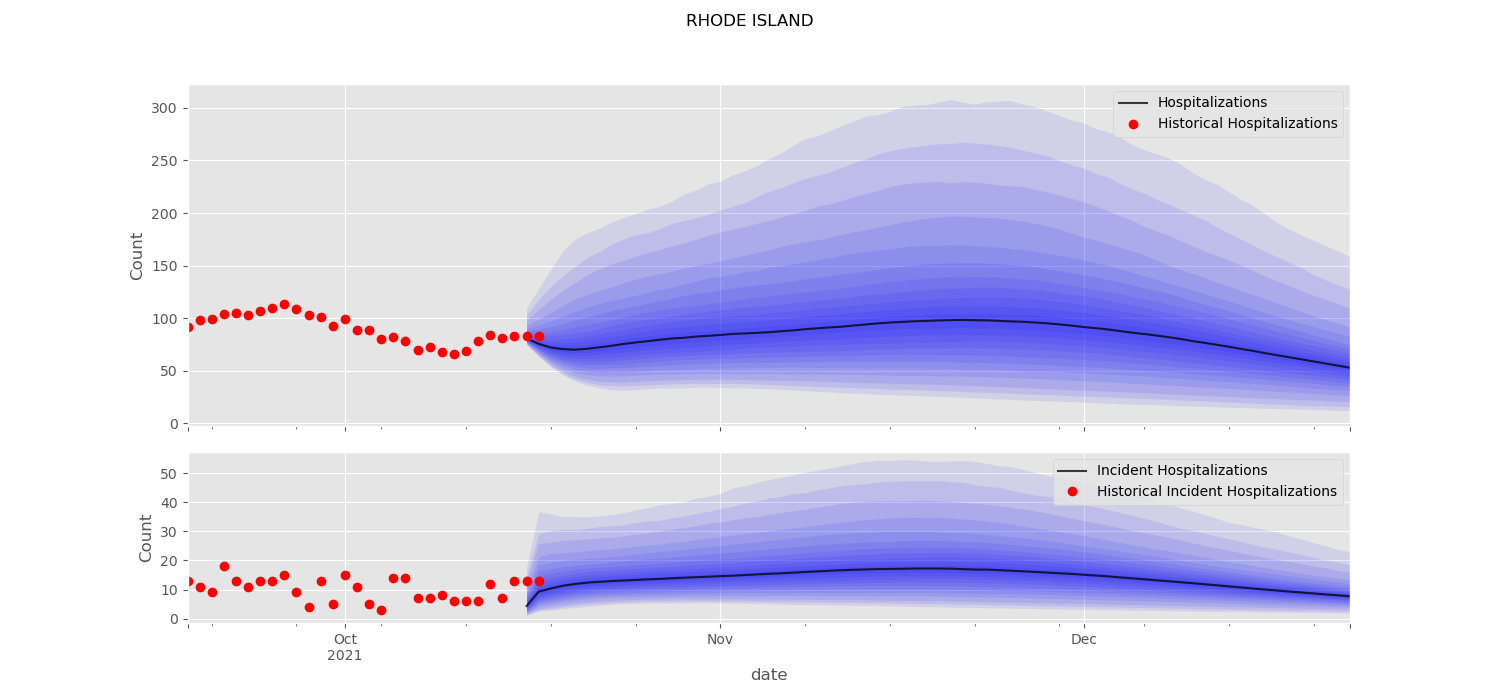 RHODE ISLAND
Hospitalizations
Historical Hospitalizations
300
250
200
150
100
50
0
Count
Incident Hospitalizations
Historical Incident Hospitalizations
50
40
30
20
10
0
Count
Oct
2021
Nov
Dec
date